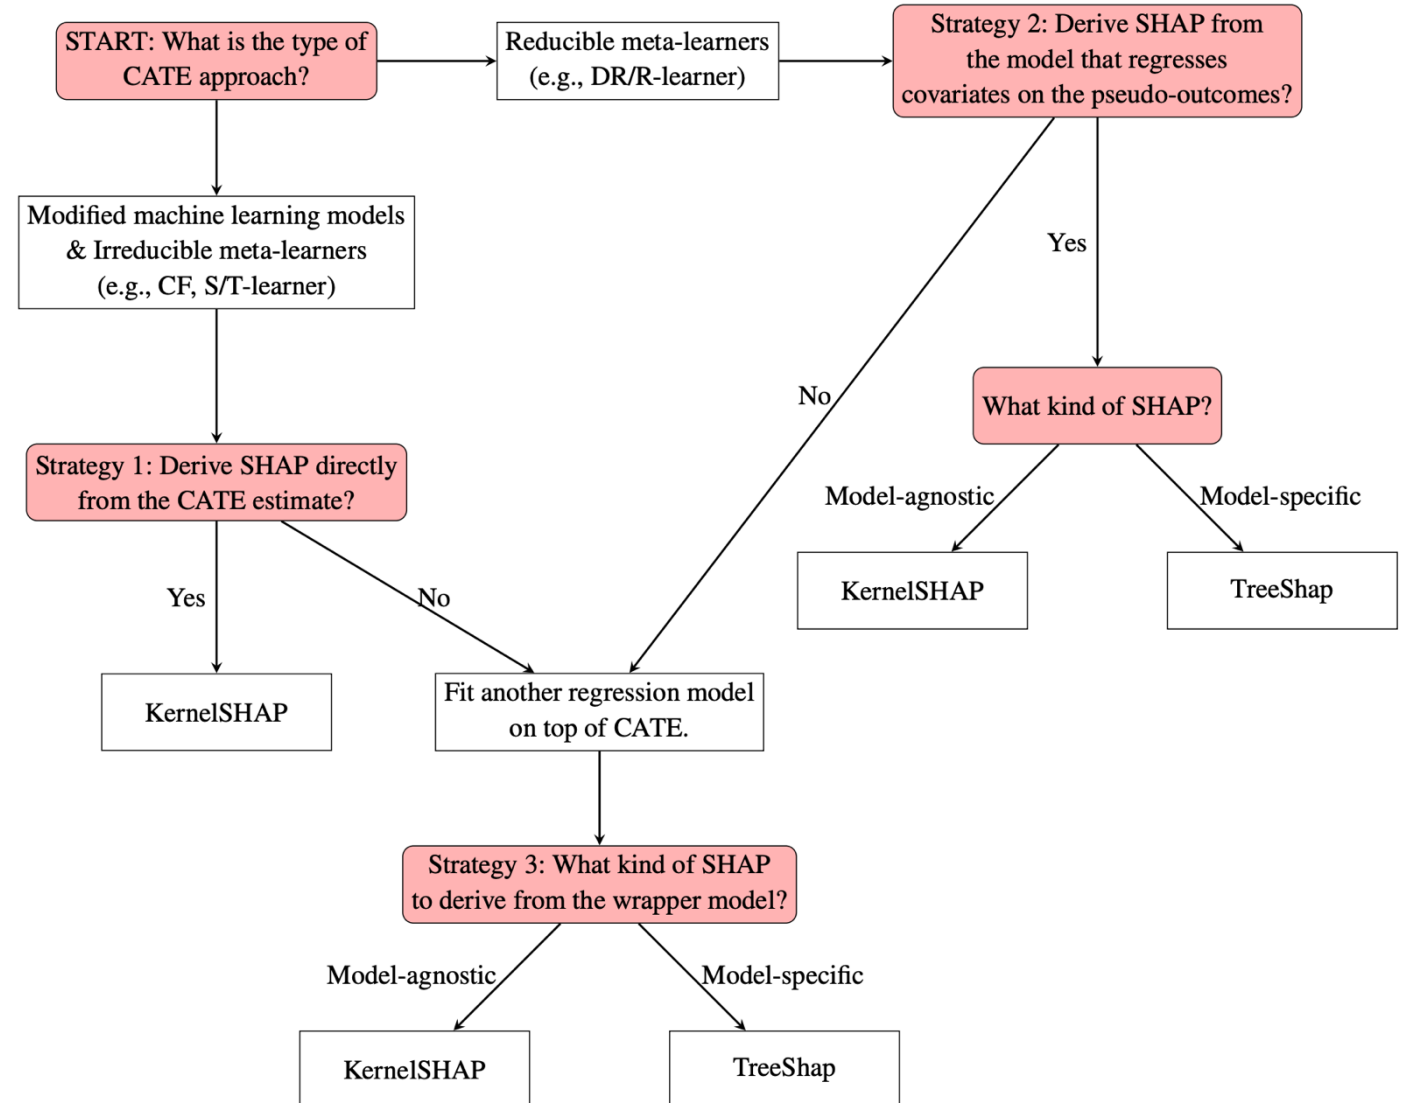 START: What is the type of
CATE approach?
Reducible meta-learners
(e.g., DR/R-learner)
Strategy 2: Derive SHAP from
the model that regresses
covariates on the pseudo-outcomes?
Modified machine learning models
& Irreducible meta-learners
(e.g., CF, S/T-learner)
Yes
No
What kind of SHAP?
Strategy 1: Derive SHAP directly
from the CATE estimate?
Model-agnostic
Model-specific
KernelSHAP
TreeShap
Yes
No
KernelSHAP
Fit another regression model
on top of CATE.
Strategy 3: What kind of SHAP
to derive from the wrapper model?
Model-agnostic
Model-specific
KernelSHAP
TreeShap